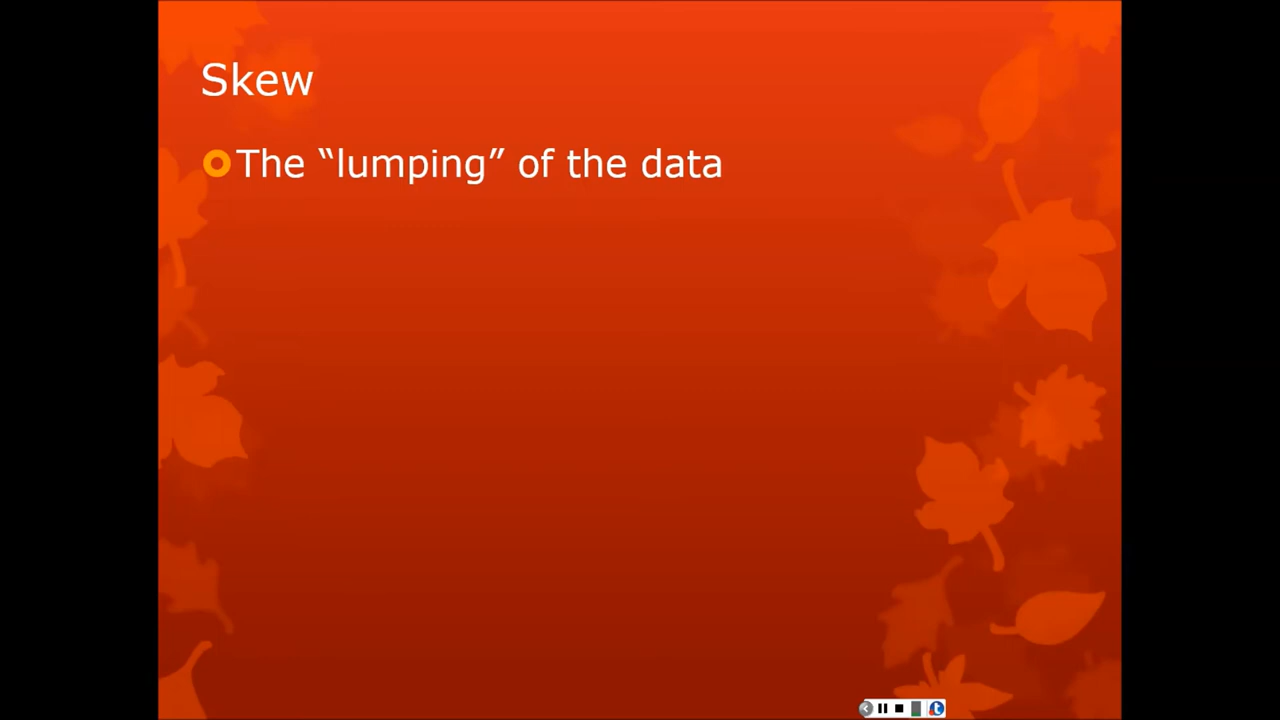 Skew
The “lumping” of the data